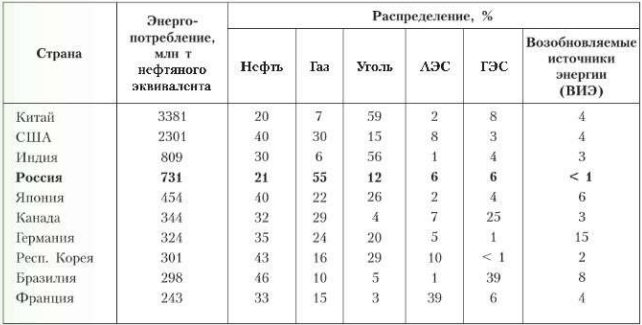 Страна
Энерго-
потребление,
млн т
нефтяного
эквивалента
Распределение, %
Нефть Газ Уголь АЭС ГЭС
Возобновляемые
источники
энергии
(ВИЭ)
Китай 3381 20 7 59 2 8 4
США 2301 40 30 15 8 3 4
Индия 809 30 6 56 1 4 3
Россия 731 21 55 12 6 6 < 1
Япония 454 40 22 26 2 4 6
Канада 344 32 29 4 7 25 3
Германия 324 35 24 20 5 1 15
Респ. Корея 301 43 16 29 10 < 1 2
Бразилия 298 46 10 5 1 39 8
Франция 243 33 15 3 39 6 4